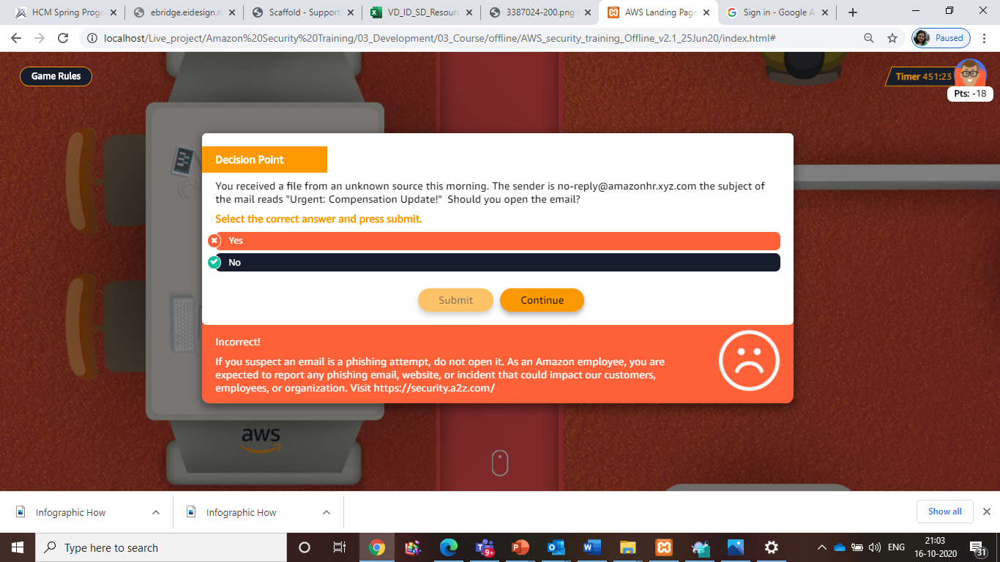 HCM Spring Progr
ebridge.eidesign.n
Scaffold - Support
VD_ID_SD_Resourc
3387024-200.png
AWS Landing Page
Sign in - Google A
localhost/Live_project/Amazon%20Security%20Training/03_Development/03_Course/offline/AWS_security_training_Offline_v2.1_25Jun20/index.html#
Paused
Game Rules
Timer 451:23
Pts: -18
Decision Point
You received a file from an unknown source this morning. The sender is no-reply@amazonhr.xyz.com the subject of
the mail reads "Urgent: Compensation Update!" Should you open the email?
Select the correct answer and press submit.
Yes
No
Submit
Continue
Incorrect!
If you suspect an email is a phishing attempt, do not open it. As an Amazon employee, you are
expected to report any phishing email, website, or incident that could impact our customers,
employees, or organization. Visit https://security.a2z.com/
aws
Infographic How
Infographic How
Show all
Type here to search
9+
ENG
21:03
16-10-2020
31